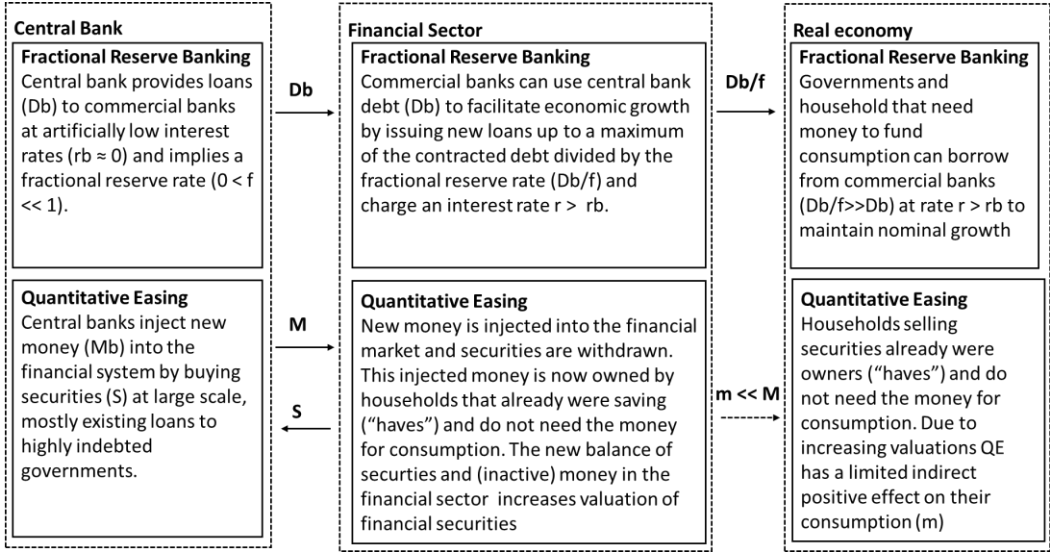 Central Bank
Fractional Reserve Banking
Central bank provides loans
(Db) to commercial banks
at artificially low interest
rates (rb ≈ 0) and implies a
fractional reserve rate (0 < f
<< 1).
Db
Financial Sector
Fractional Reserve Banking
Commercial banks can use central bank
debt (Db) to facilitate economic growth
by issuing new loans up to a maximum
of the contracted debt divided by the
fractional reserve rate (Db/f) and
charge an interest rate r > rb.
Db/f
Real economy
Fractional Reserve Banking
Governments and
household that need
money to fund
consumption can borrow
from commercial banks
(Db/f>>Db) at rate r > rb to
maintain nominal growth
Quantitative Easing
Central banks inject new
money (Mb) into the
financial system by buying
securities (S) at large scale,
mostly existing loans to
highly indebted
governments.
M
S
Quantitative Easing
New money is injected into the financial
market and securities are withdrawn.
This injected money is now owned by
households that already were saving
(“haves”) and do not need the money
for consumption. The new balance of
securties and (inactive) money in the
financial sector increases valuation of
financial securities
m << M
Quantitative Easing
Households selling
securities already were
owners (“haves”) and do
not need the money for
consumption. Due to
increasing valuations QE
has a limited indirect
positive effect on their
consumption (m)